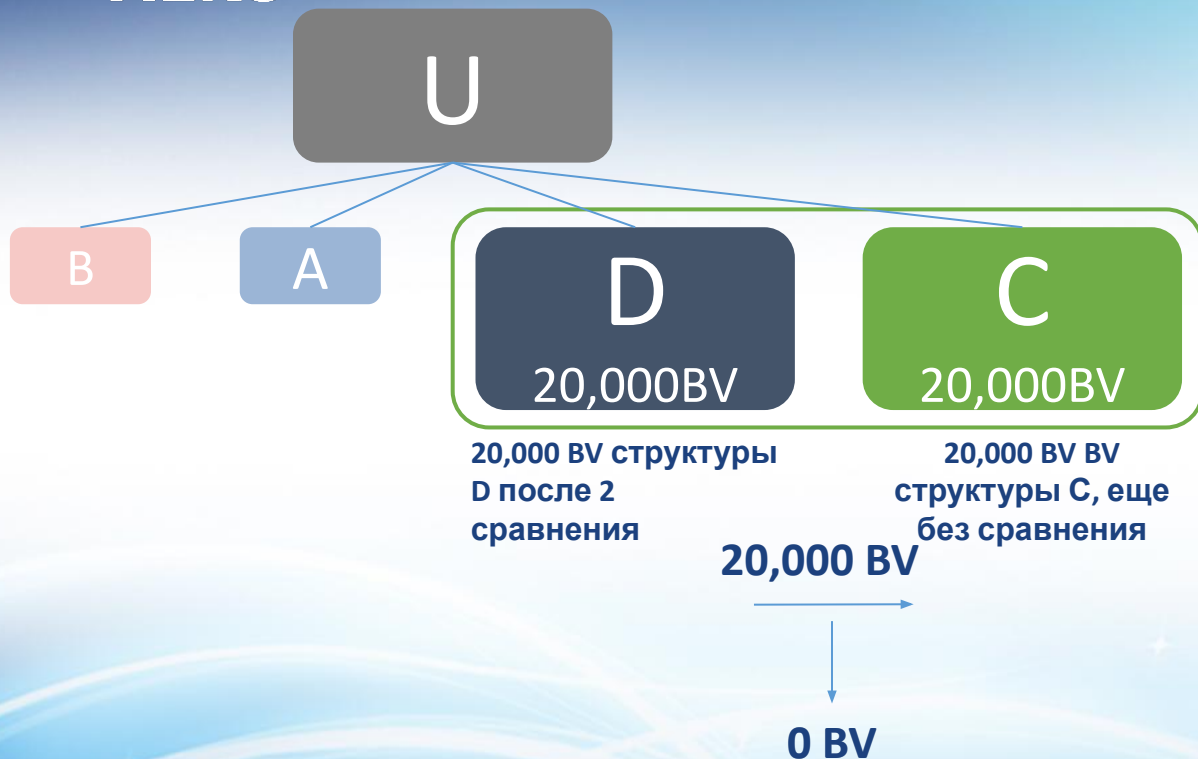 U
B
A
D
20,000BV
C
20,000BV
20,000 BV структуры
D после 2
сравнения
20,000 BV BV
структуры С, еще
без сравнения
20,000 BV
0 BV